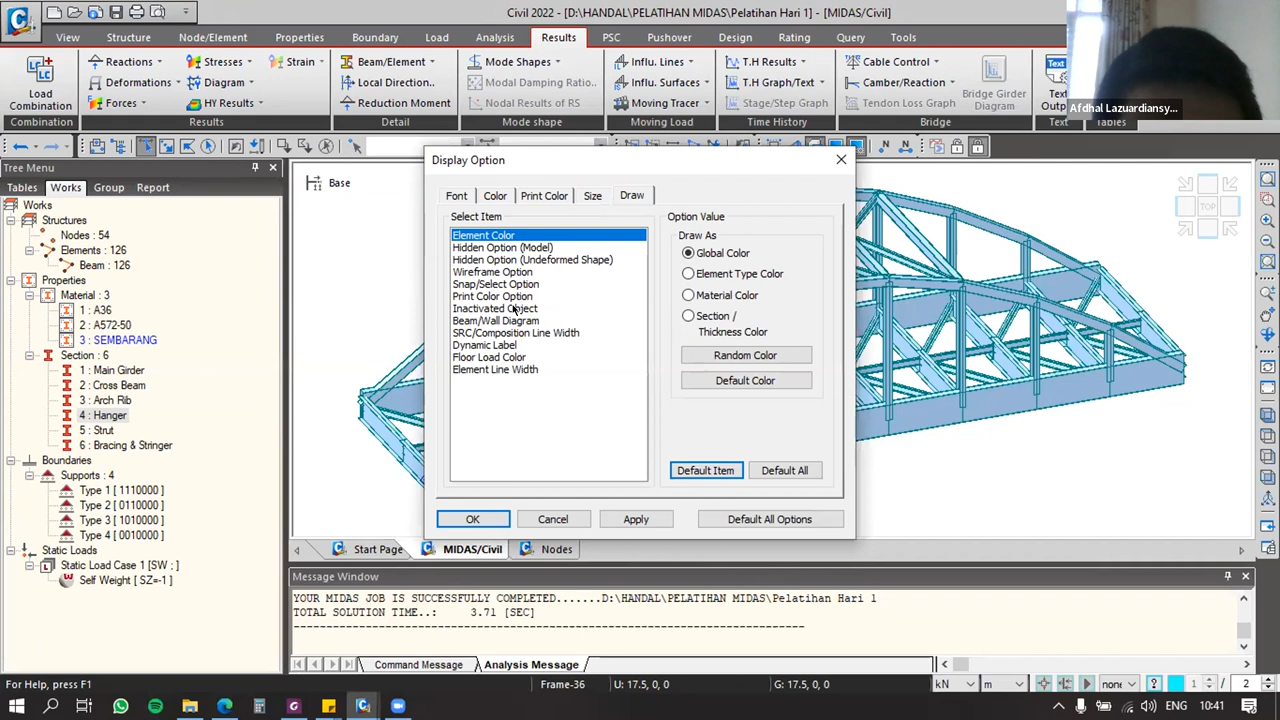 Civil 2022 - [D:\HANDAL\PELATIHAN MIDAS\Pelatihan Hari 1] - [MIDAS/Civil]
View Structure Node/Element Properties Boundary Load Analysis Results PSC Pushover Design Rating Query Tools
Load
Combination
Combination
Reactions
Deformations
Forces
Stresses
Diagram
HY Results
Strain
Results
Beam/Element
Local Direction..
Reduction Moment
Detail
Mode Shapes
Modal Damping Ratio..
Nodal Results of RS
Mode shape
Influ. Lines
Influ. Surfaces
Moving Tracer
Moving Load
T.H Results
T.H Graph/Text
Stage/Step Graph
Time History
Cable Control
Camber/Reaction
Tendon Loss Graph
Bridge Girder
Diagram
Bridge
Text
Text
Tables
Afdhal Lazuardiansy...
Tree Menu
Tables Works Group Report
Works
Structures
Nodes : 54
Elements : 126
Beam : 126
Properties
Material : 3
1 : A36
2 : A572-50
3 : SEMBARANG
Section : 6
1 : Main Girder
2 : Cross Beam
3 : Arch Rib
4 : Hanger
5 : Strut
6 : Bracing & Stringer
Boundaries
Supports : 4
Type 1 [ 1110000 ]
Type 2 [ 0110000 ]
Type 3 [ 1010000 ]
Type 4 [ 0010000 ]
Static Loads
Static Load Case 1 [SW ; ]
Self Weight [ SZ=-1 ]
Base
TOP
Display Option
Font Color Print Color Size Draw
Select Item
Element Color
Hidden Option (Model)
Hidden Option (Undeformed Shape)
Wireframe Option
Snap/Select Option
Print Color Option
Inactivated Object
Beam/Wall Diagram
SRC/Composition Line Width
Dynamic Label
Floor Load Color
Element Line Width
Option Value
Draw As
Global Color
Element Type Color
Material Color
Section /
Thickness Color
Random Color
Default Color
Default Item Default All
OK Cancel Apply Default All Options
Start Page MIDAS/Civil Nodes
Message Window
YOUR MIDAS JOB IS SUCCESSFULLY COMPLETED.......D:\HANDAL\PELATIHAN MIDAS\Pelatihan Hari 1
TOTAL SOLUTION TIME..: 3.71 [SEC]
Command Message Analysis Message
For Help, press F1 Frame-36 U: 17.5, 0, 0 G: 17.5, 0, 0 kN m none 1 / 2
ENG 10:41